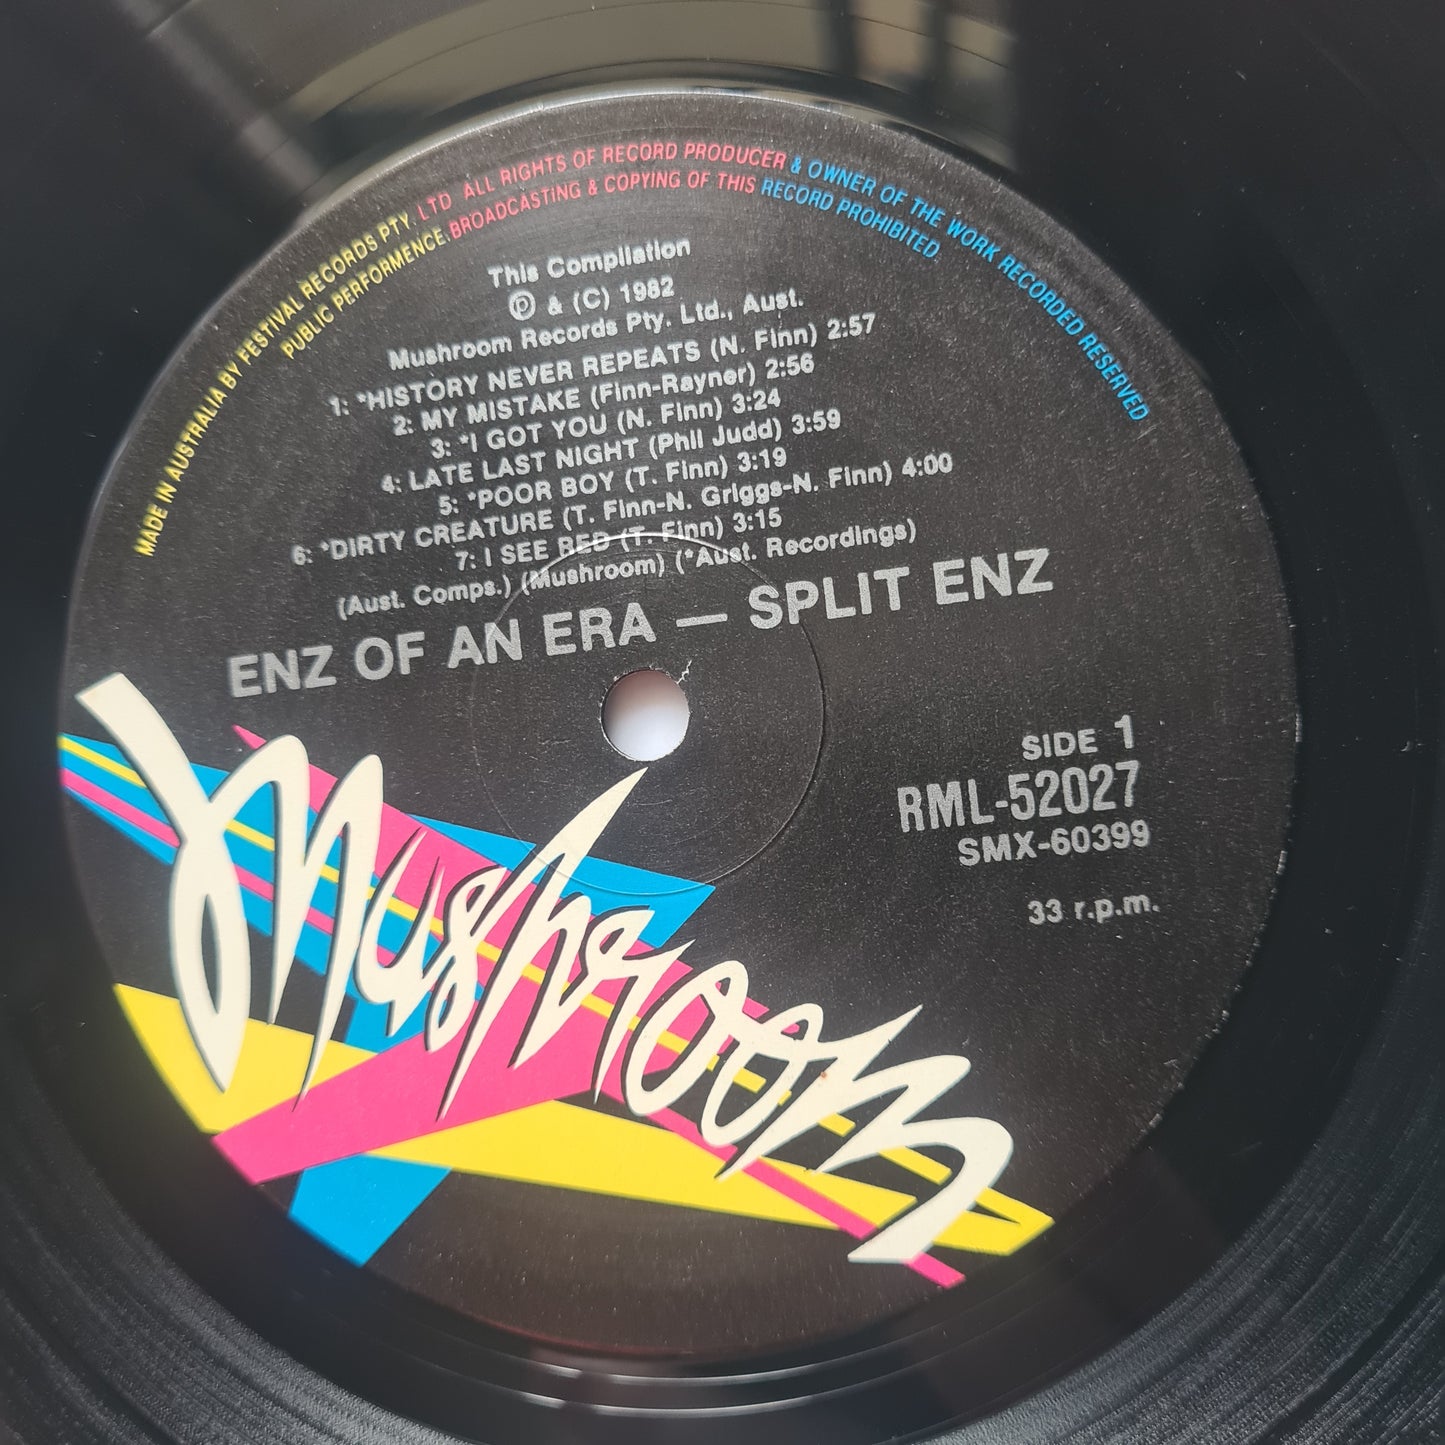 MADE IN AUSTRALIA BY FESTIVAL RECORDS PTY. LTD ALL RIGHTS OF RECORD PRODUCER & OWNER OF THE WORK RECORDED RESERVED
PUBLIC PERFORMENCE. BROADCASTING & COPYING OF THIS RECORD PROHIBITED
This Compilation
℗ & (C) 1982
Mushroom Records Pty. Ltd., Aust.
1: *HISTORY NEVER REPEATS (N. Finn) 2:57
2: MY MISTAKE (Finn-Rayner) 2:56
3: *I GOT YOU (N. Finn) 3:24
4: LATE LAST NIGHT (Phil Judd) 3:59
5: *POOR BOY (T. Finn) 3:19
6: *DIRTY CREATURE (T. Finn-N. Griggs-N. Finn) 4:00
7: I SEE RED (T. Finn) 3:15
(Aust. Comps.) (Mushroom) (*Aust. Recordings)
ENZ OF AN ERA — SPLIT ENZ
SIDE 1
RML-52027
SMX-60399
33 r.p.m.
Mushroom